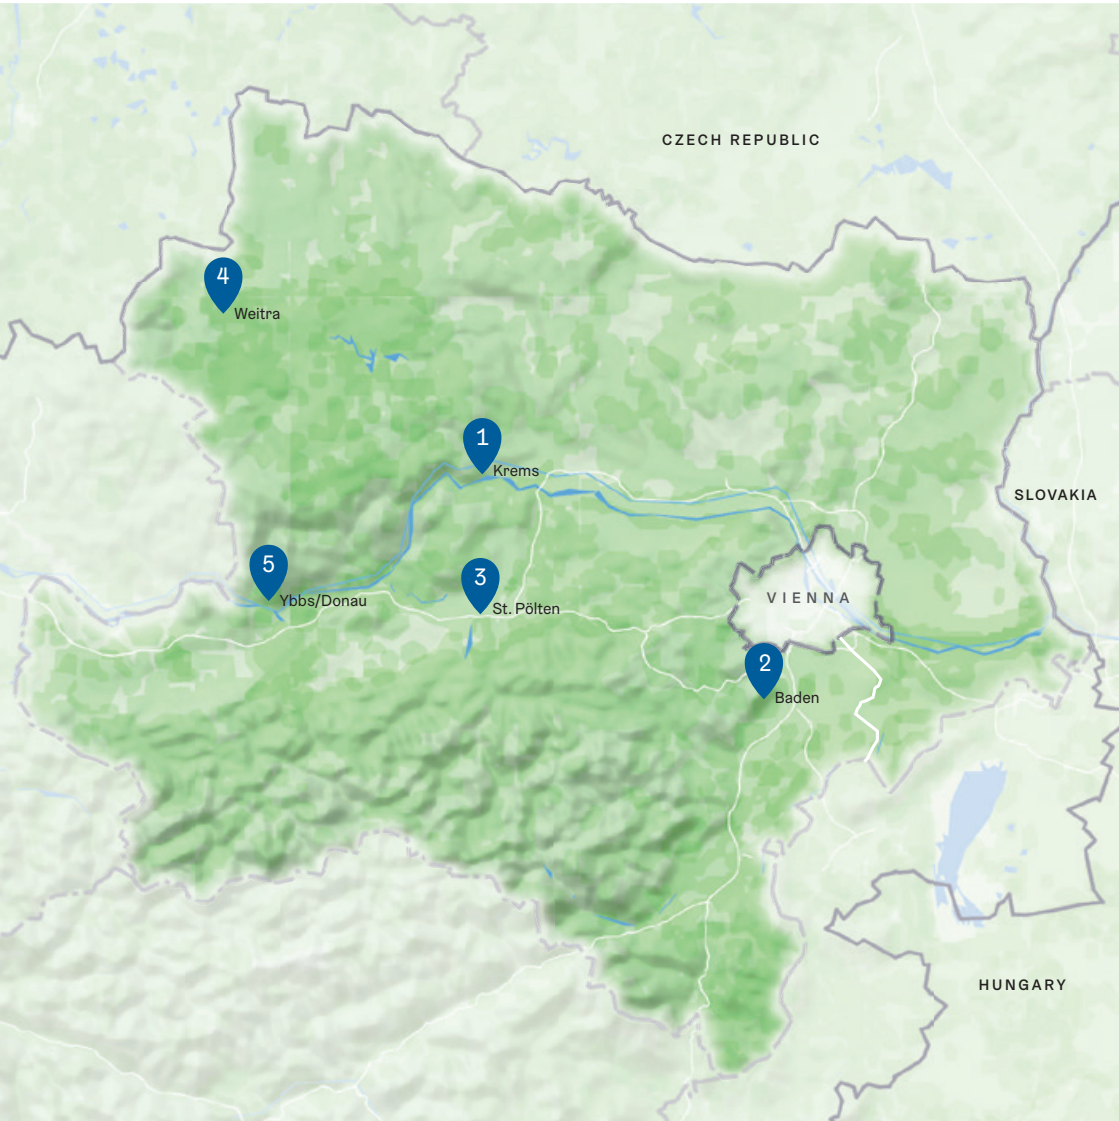 CZECH REPUBLIC
4
Weitra
1
Krems
SLOVAKIA
5
Ybbs/Donau
3
St. Pölten
VIENNA
2
Baden
HUNGARY